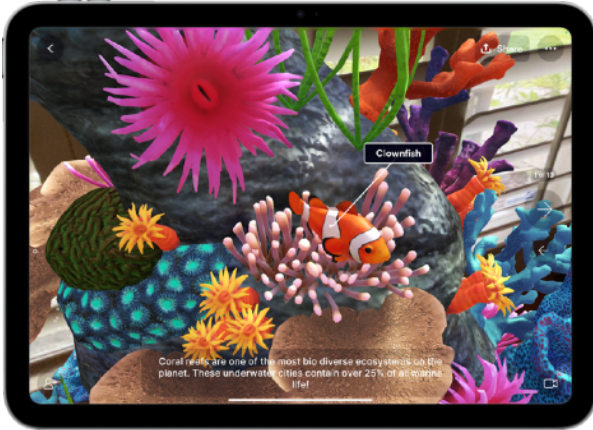 Share
Clownfish
Coral reefs are one of the most bio diverse ecosystems on the
planet. These underwater cities contain over 25% of all marine
life!